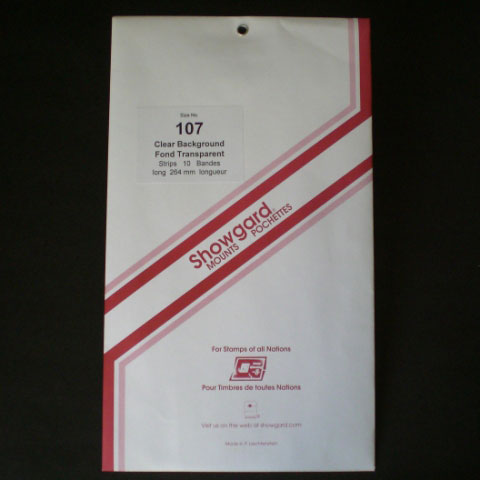 Size No
107
Clear Background
Fond Transparent
Strips 10 Bandes
long 264 mm longueur
Showgard®
MOUNTS POCHETTES
For Stamps of all Nations
Pour Timbres de toutes Nations
Visit us on the web at showgard.com
Made in Liechtenstein